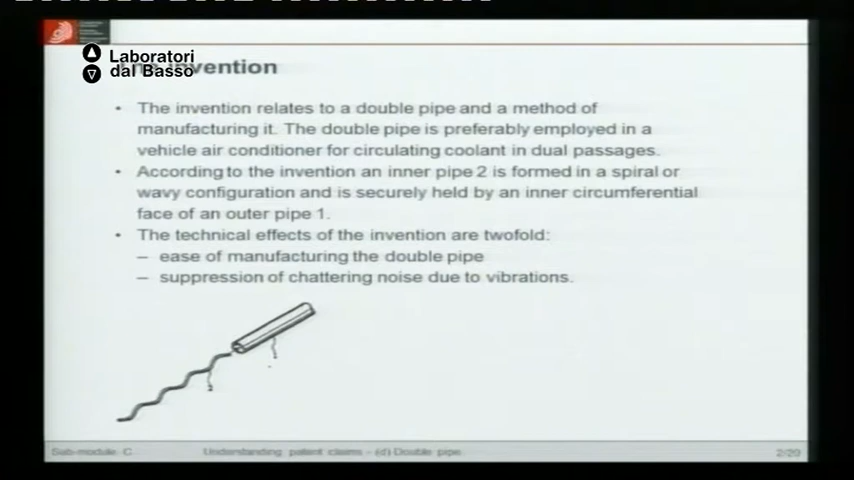 Laboratori
dal Basso
The invention
• The invention relates to a double pipe and a method of
manufacturing it. The double pipe is preferably employed in a
vehicle air conditioner for circulating coolant in dual passages.
• According to the invention an inner pipe 2 is formed in a spiral or
wavy configuration and is securely held by an inner circumferential
face of an outer pipe 1.
• The technical effects of the invention are twofold:
– ease of manufacturing the double pipe
– suppression of chattering noise due to vibrations.
Sub-module C Understanding patent claims - (d) Double pipe 2/20